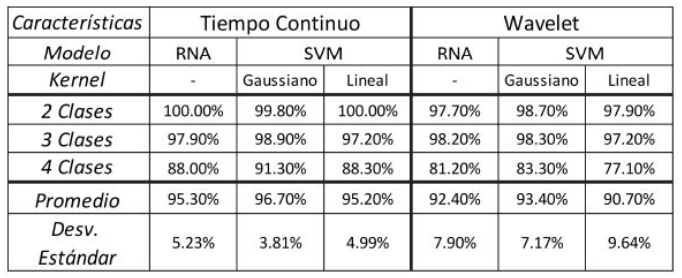 Características Tiempo Continuo Wavelet
Modelo RNA SVM RNA SVM
Kernel - Gaussiano Lineal - Gaussiano Lineal
2 Clases 100.00% 99.80% 100.00% 97.70% 98.70% 97.90%
3 Clases 97.90% 98.90% 97.20% 98.20% 98.30% 97.20%
4 Clases 88.00% 91.30% 88.30% 81.20% 83.30% 77.10%
Promedio 95.30% 96.70% 95.20% 92.40% 93.40% 90.70%
Desv.
Estándar 5.23% 3.81% 4.99% 7.90% 7.17% 9.64%